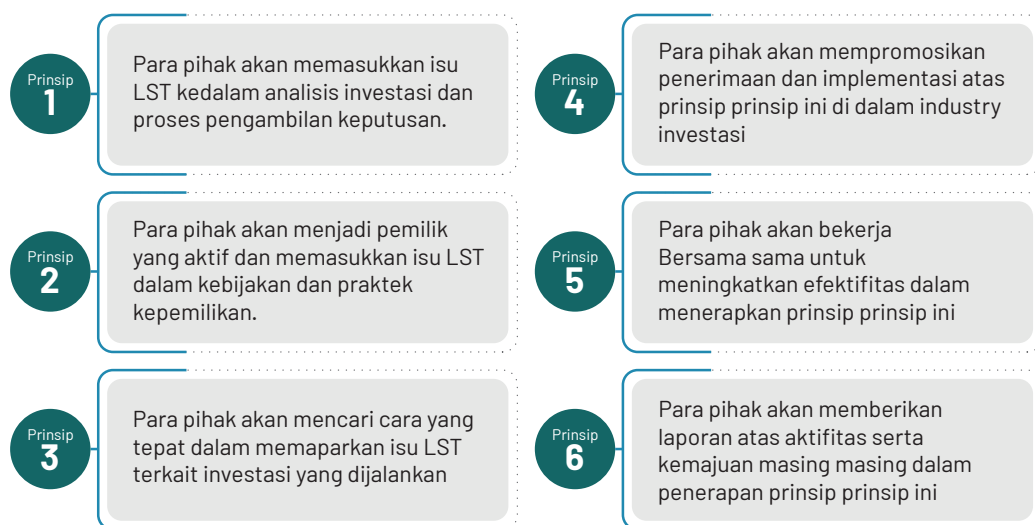 Prinsip
1
Para pihak akan memasukkan isu
LST kedalam analisis investasi dan
proses pengambilan keputusan.
Prinsip
2
Para pihak akan menjadi pemilik
yang aktif dan memasukkan isu LST
dalam kebijakan dan praktek
kepemilikan.
Prinsip
3
Para pihak akan mencari cara yang
tepat dalam memaparkan isu LST
terkait investasi yang dijalankan
Prinsip
4
Para pihak akan mempromosikan
penerimaan dan implementasi atas
prinsip prinsip ini di dalam industry
investasi
Prinsip
5
Para pihak akan bekerja
Bersama sama untuk
meningkatkan efektifitas dalam
menerapkan prinsip prinsip ini
Prinsip
6
Para pihak akan memberikan
laporan atas aktifitas serta
kemajuan masing masing dalam
penerapan prinsip prinsip ini